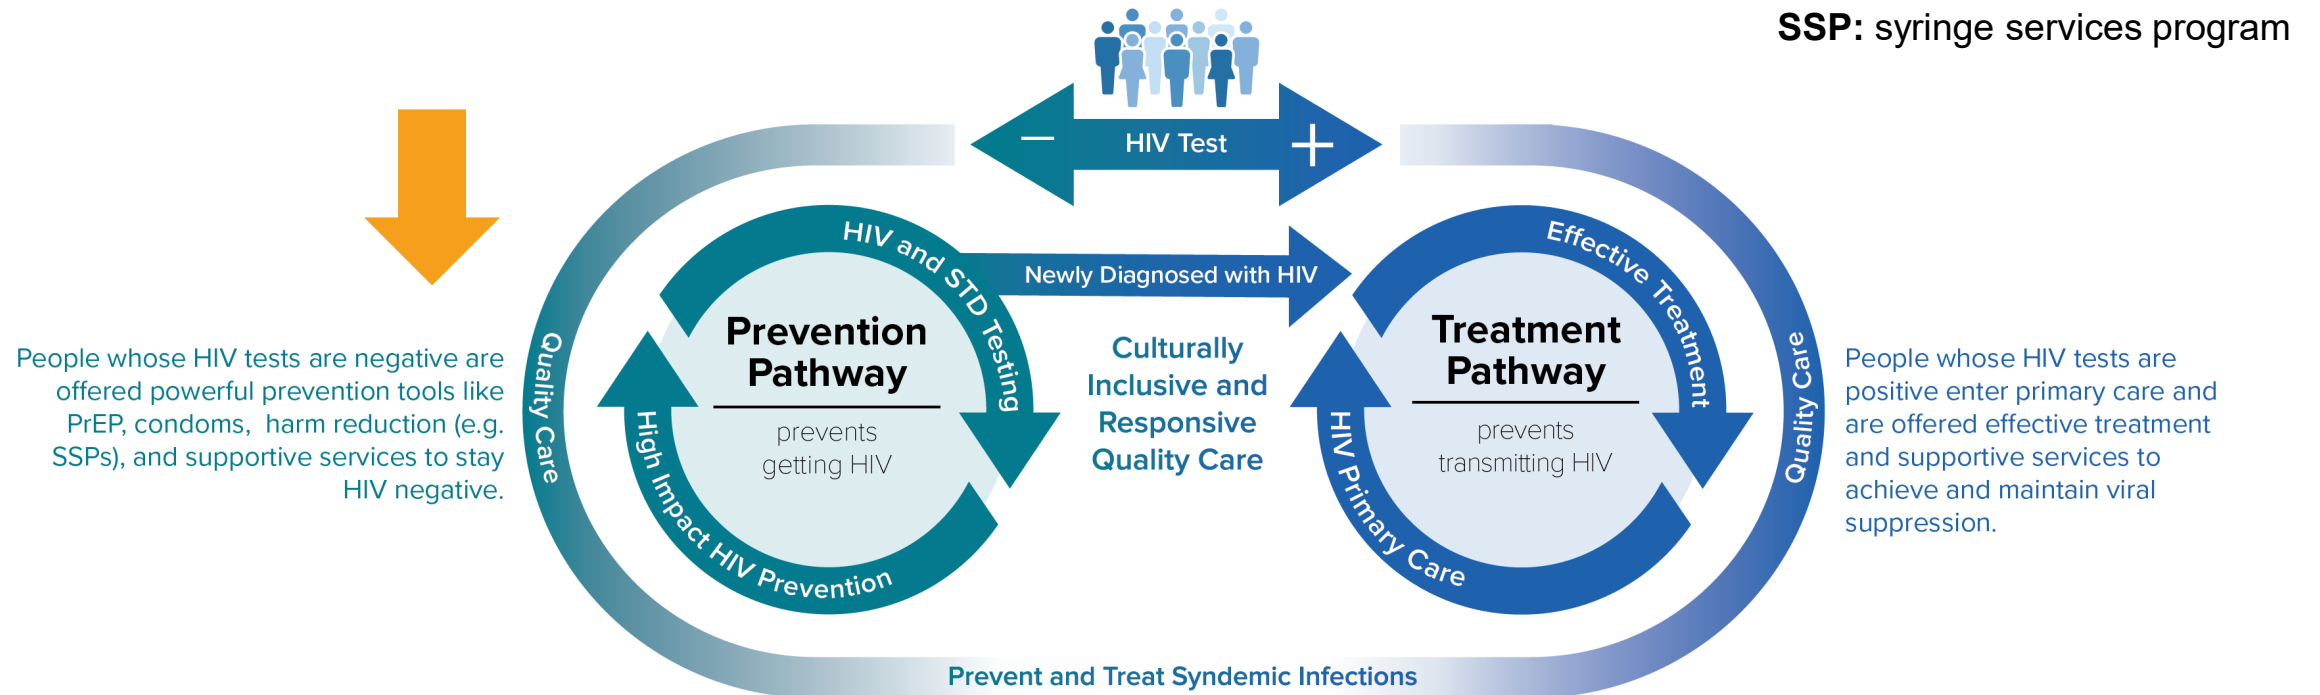 SSP: syringe services program
− HIV Test +
Newly Diagnosed with HIV
People whose HIV tests are negative are
offered powerful prevention tools like
PrEP, condoms, harm reduction (e.g.
SSPs), and supportive services to stay
HIV negative.
Quality Care
HIV and STD Testing
High Impact HIV Prevention
Prevention
Pathway
prevents
getting HIV
Culturally
Inclusive and
Responsive
Quality Care
Effective Treatment
HIV Primary Care
Treatment
Pathway
prevents
transmitting HIV
Quality Care
People whose HIV tests are
positive enter primary care and
are offered effective treatment
and supportive services to
achieve and maintain viral
suppression.
Prevent and Treat Syndemic Infections